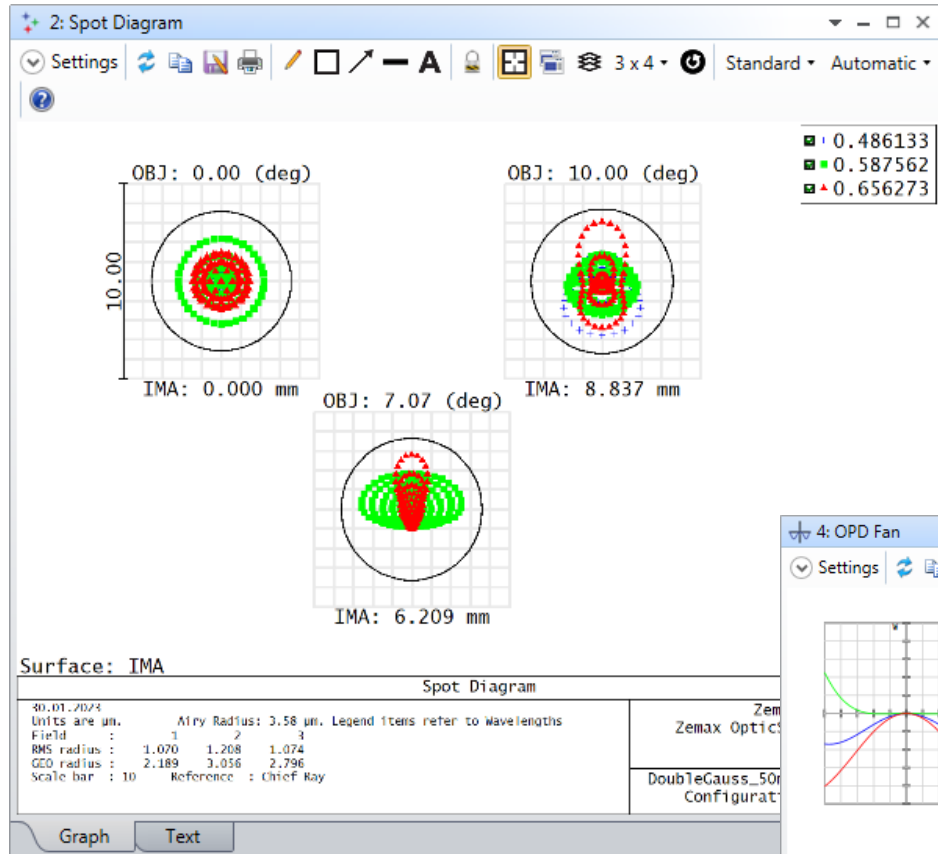 2: Spot Diagram
Settings
A
3 x 4
Standard
Automatic
0.486133
0.587562
0.656273
OBJ: 0.00 (deg)
OBJ: 10.00 (deg)
10.00
IMA: 0.000 mm
IMA: 8.837 mm
OBJ: 7.07 (deg)
IMA: 6.209 mm
4: OPD Fan
Settings
W
Surface: IMA
Spot Diagram
30.01.2023
Units are µm. Airy Radius: 3.58 µm. Legend items refer to Wavelengths
Field : 1 2 3
RMS radius : 1.070 1.208 1.074
GEO radius : 2.189 3.056 2.796
Scale bar : 10 Reference : Chief Ray
Zem
Zemax OpticS
DoubleGauss_50m
Configurat
Graph
Text